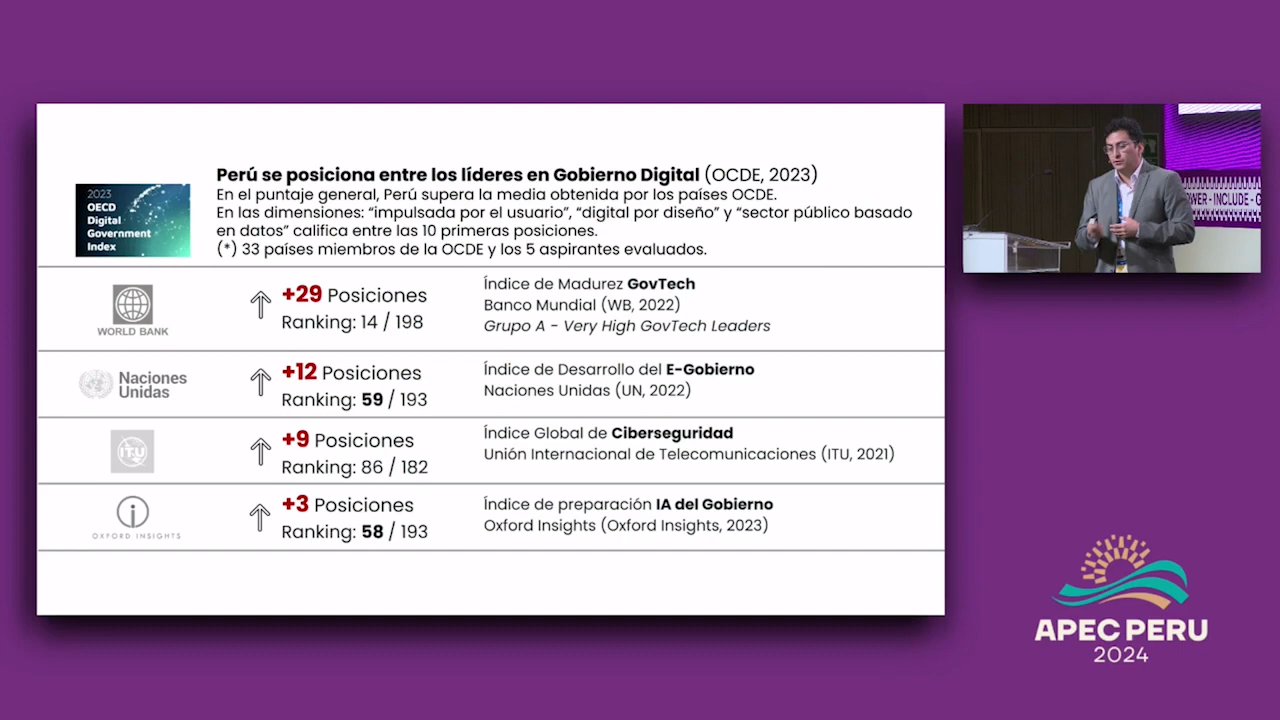 Perú se posiciona entre los líderes en Gobierno Digital (OCDE, 2023)
En el puntaje general, Perú supera la media obtenida por los países OCDE.
En las dimensiones: “impulsada por el usuario”, “digital por diseño” y “sector público basado
en datos” califica entre las 10 primeras posiciones.
(*) 33 países miembros de la OCDE y los 5 aspirantes evaluados.
2023
OECD
Digital
Government
Index
WORLD BANK
+29 Posiciones
Ranking: 14 / 198
Índice de Madurez GovTech
Banco Mundial (WB, 2022)
Grupo A - Very High GovTech Leaders
Naciones
Unidas
+12 Posiciones
Ranking: 59 / 193
Índice de Desarrollo del E-Gobierno
Naciones Unidas (UN, 2022)
ITU
+9 Posiciones
Ranking: 86 / 182
Índice Global de Ciberseguridad
Unión Internacional de Telecomunicaciones (ITU, 2021)
OXFORD INSIGHTS
+3 Posiciones
Ranking: 58 / 193
Índice de preparación IA del Gobierno
Oxford Insights (Oxford Insights, 2023)
OWER - INCLUDE - G
APEC PERU
2024